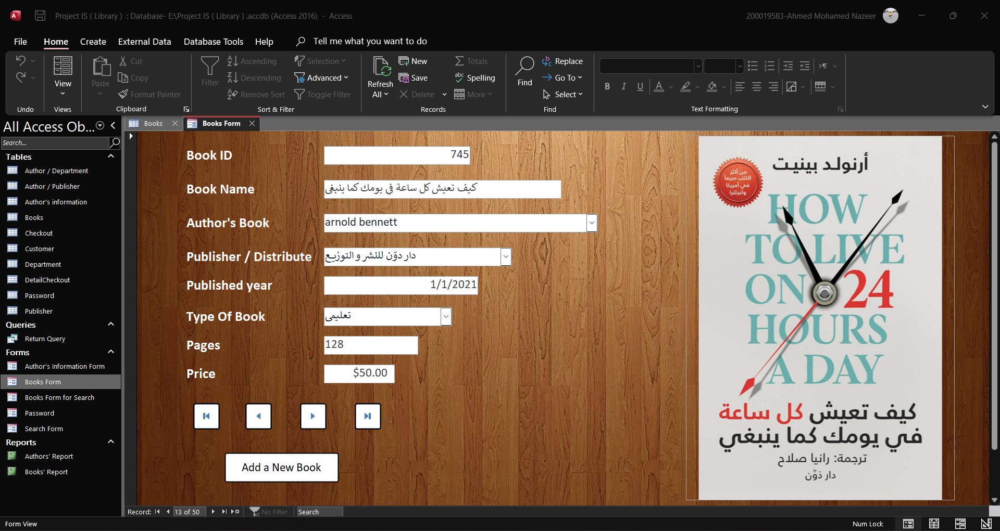 Project IS ( Library )  : Database- E:\Project IS ( Library ) .accdb (Access 2016)  -  Access
200019583-Ahmed Mohamed Nazeer
File
Home
Create
External Data
Database Tools
Help
Tell me what you want to do
Undo
View
Views
Paste
Cut
Copy
Format Painter
Clipboard
Filter
Ascending
Descending
Remove Sort
Selection
Advanced
Toggle Filter
Sort & Filter
Refresh
All
New
Save
Delete
Totals
Spelling
More
Records
Find
Replace
Go To
Select
Find
B I U A
Text Formatting
All Access Ob...
Search...
Tables
Author / Department
Author / Publisher
Author's information
Books
Checkout
Customer
Department
DetailCheckout
Password
Publisher
Queries
Return Query
Forms
Author's Information Form
Books Form
Books Form for Search
Password
Search Form
Reports
Authors' Report
Books' Report
Books
Books Form
Book ID
745
Book Name
كيف تعيش كل ساعة في يومك كما ينبغى
Author's Book
arnold bennett
Publisher / Distribute
دار دوّن للنشر و التوزيع
Published year
1/1/2021
Type Of Book
تعليمى
Pages
128
Price
$50.00
Add a New Book
أرنولد بينيت
من أكثر
الكتب مبيعاً
في أمريكا
وأنجلترا
HOW
TO LIVE
ON 24
HOURS
A DAY
كيف تعيش كل ساعة
في يومك كما ينبغي
ترجمة: رانيا صلاح
دار دَوِّن
Record:
13 of 50
No Filter
Search
Form View
Num Lock